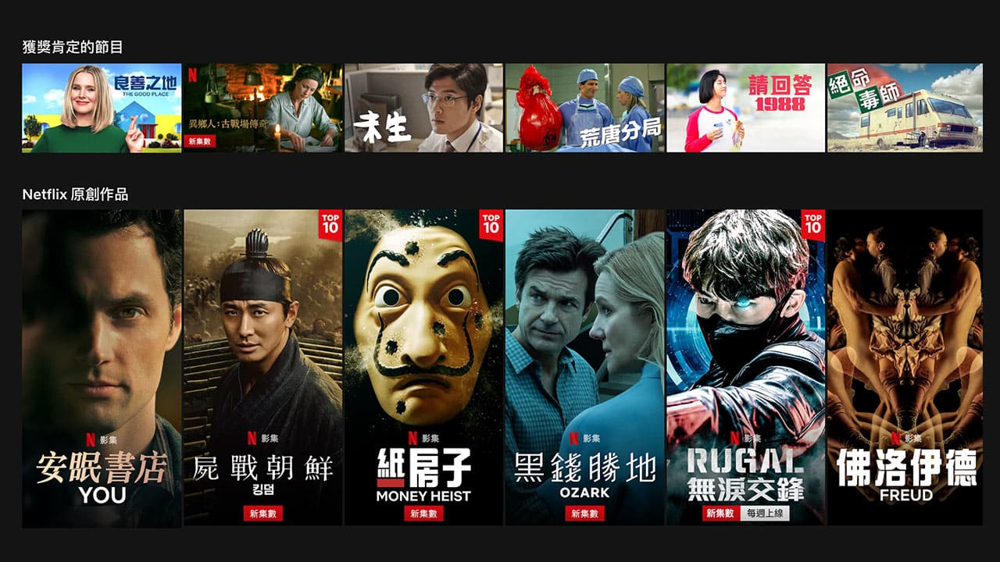 獲獎肯定的節目
良善之地
THE GOOD PLACE
N
異鄉人:古戰場傳奇
新集數
未生
荒唐分局
請回答
1988
絕命
毒師
Netflix 原創作品
N 影集
安眠書店
YOU
TOP
10
N 影集
屍戰朝鮮
킹덤
新集數
TOP
10
N 影集
紙房子
MONEY HEIST
新集數
N 影集
黑錢勝地
OZARK
新集數
TOP
10
N 影集
RUGAL
無淚交鋒
新集數 每週上線
N 影集
佛洛伊德
FREUD